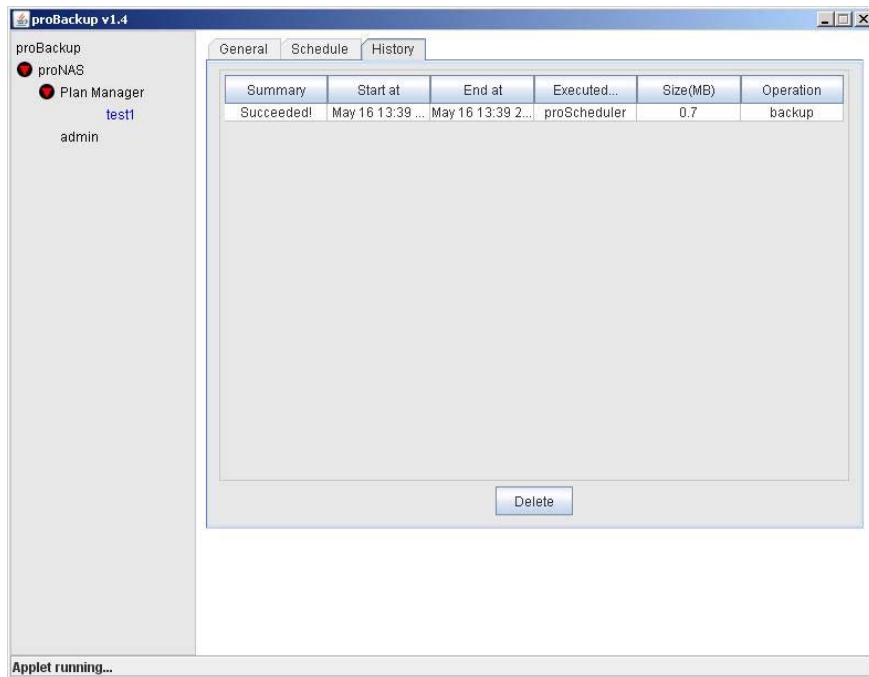 proBackup v1.4
proBackup
proNAS
Plan Manager
test1
admin
General Schedule History
Summary Start at End at Executed... Size(MB) Operation
Succeeded! May 16 13:39 ... May 16 13:39 2... proScheduler 0.7 backup
Delete
Applet running...